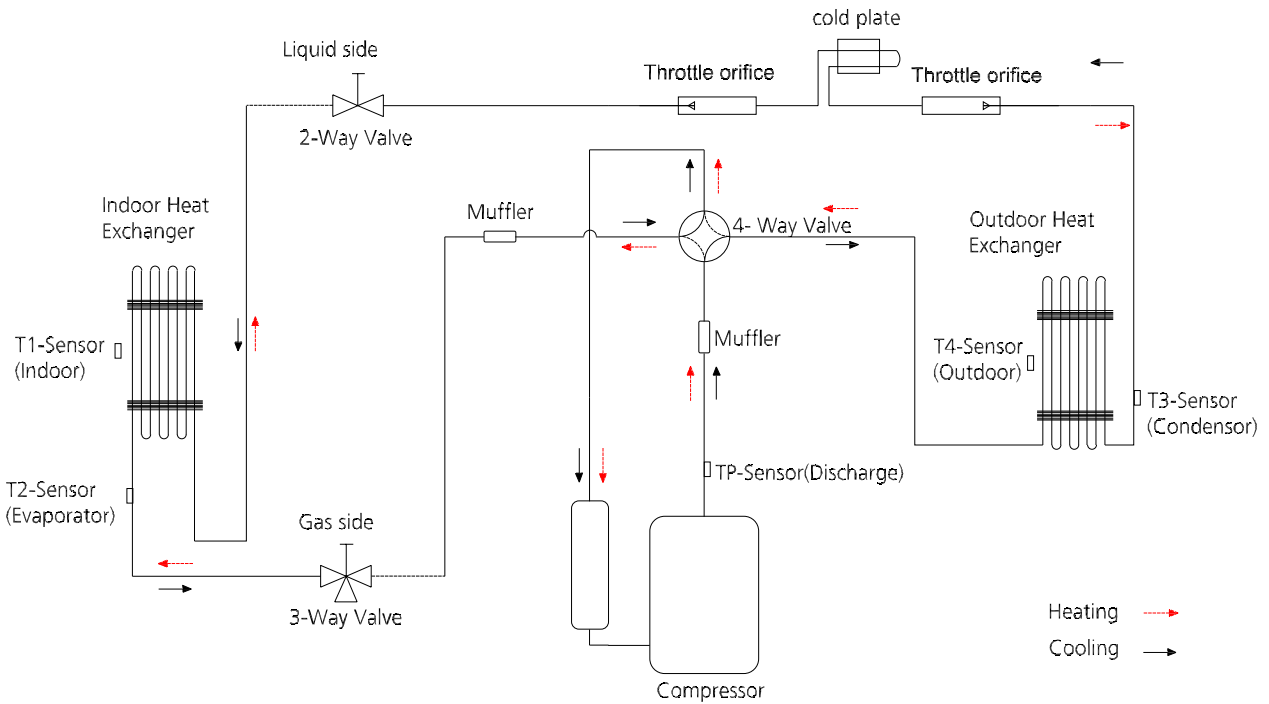 cold plate
Liquid side
Throttle orifice
Throttle orifice
2-Way Valve
Indoor Heat
Exchanger
Muffler
4- Way Valve
Outdoor Heat
Exchanger
T1-Sensor
(Indoor)
Muffler
T4-Sensor
(Outdoor)
T3-Sensor
(Condensor)
TP-Sensor(Discharge)
T2-Sensor
(Evaporator)
Gas side
3-Way Valve
Heating
Cooling
Compressor